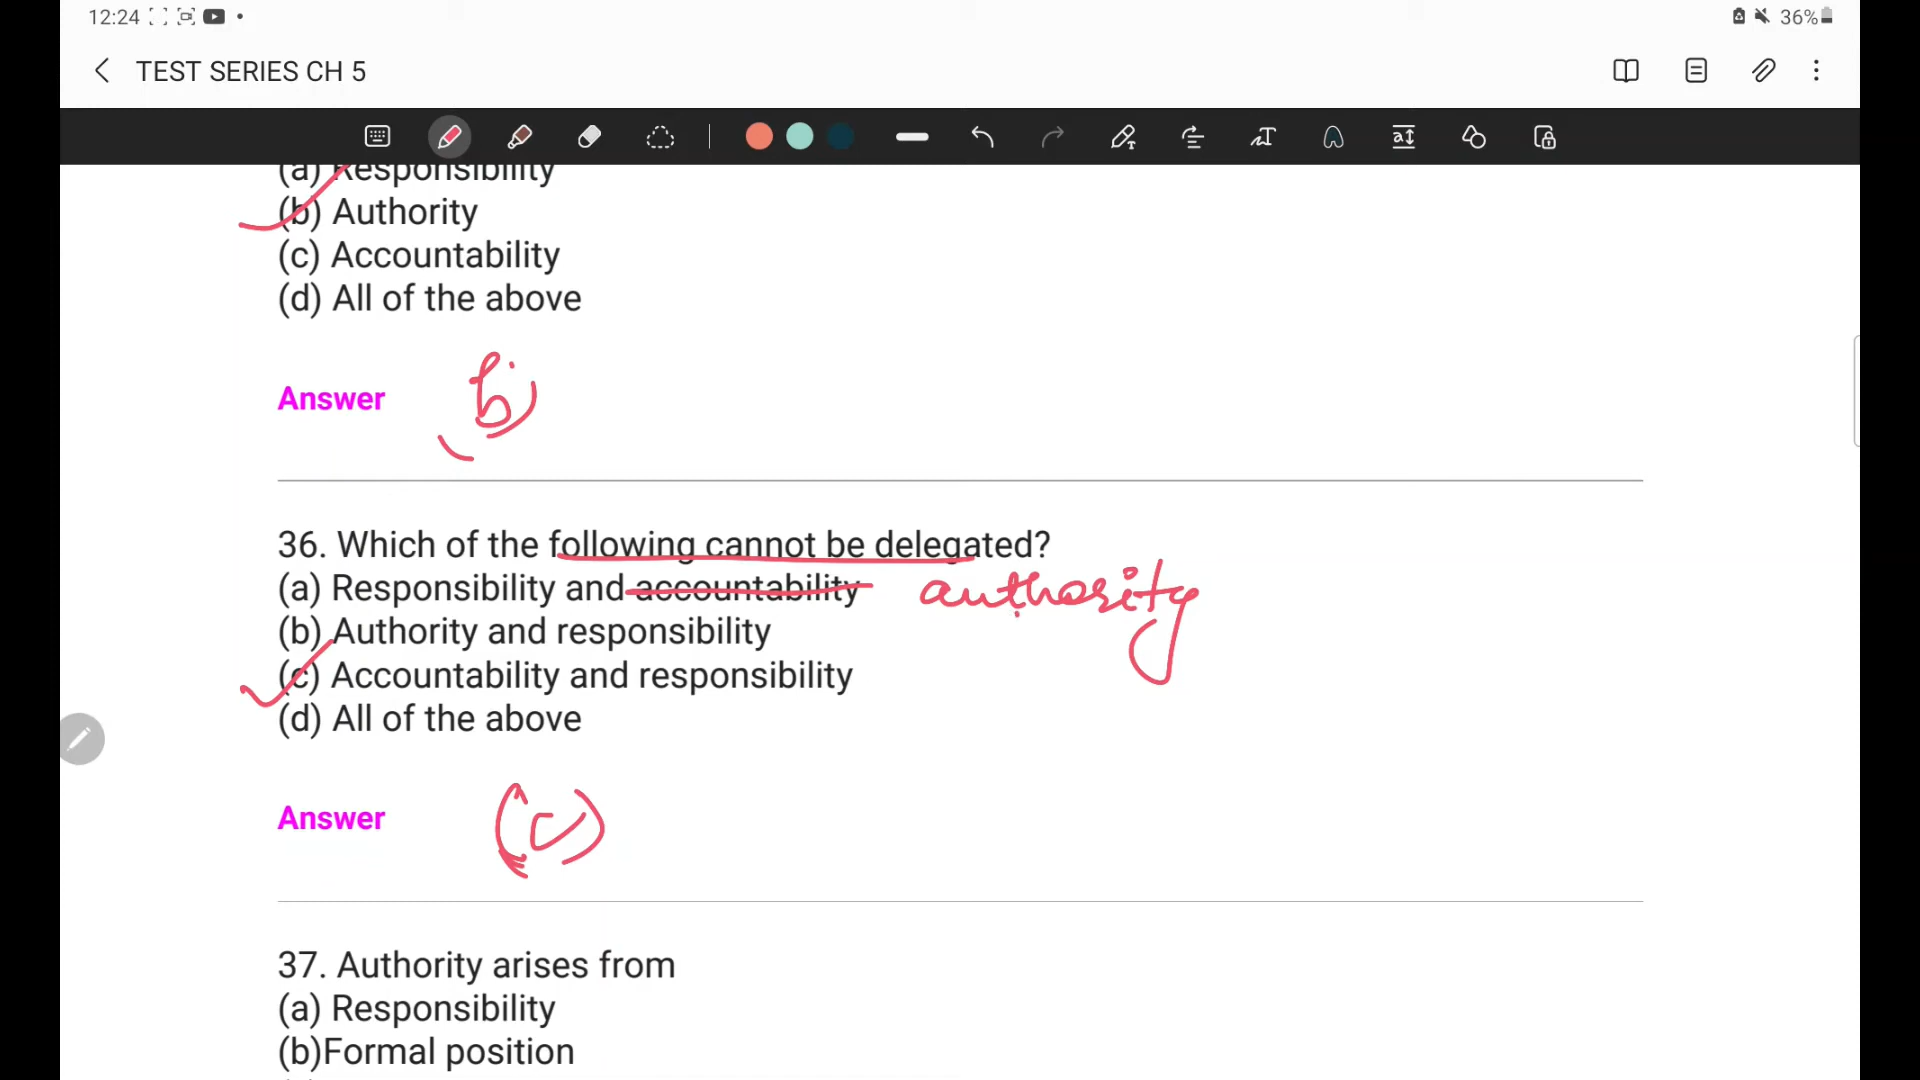 12:24 36%
TEST SERIES CH 5
(a) Responsibility
(b) Authority
(c) Accountability
(d) All of the above
Answer b)
36. Which of the following cannot be delegated?
(a) Responsibility and accountability authority
(b) Authority and responsibility
(c) Accountability and responsibility
(d) All of the above
Answer (c)
37. Authority arises from
(a) Responsibility
(b)Formal position